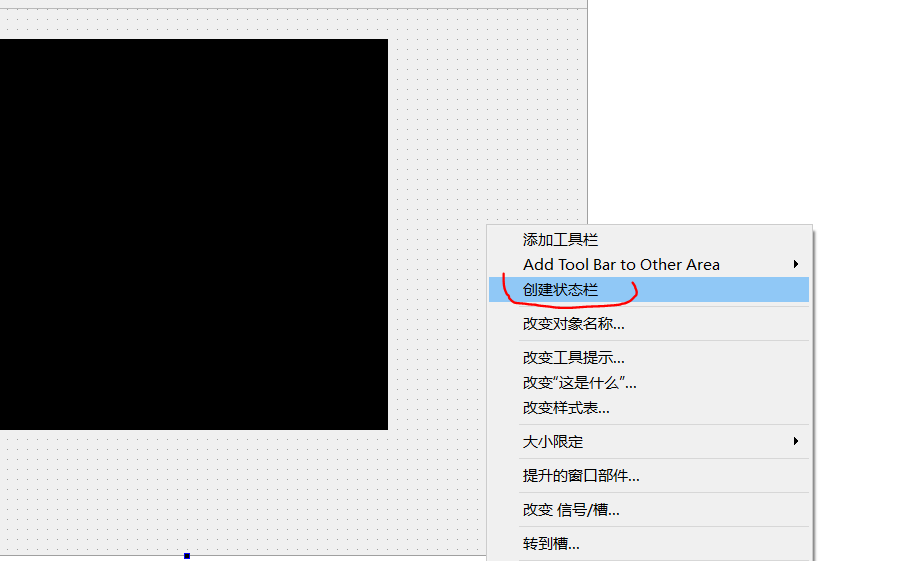 添加工具栏
Add Tool Bar to Other Area
创建状态栏
改变对象名称...
改变工具提示...
改变“这是什么”...
改变样式表...
大小限定
提升的窗口部件...
改变 信号/槽...
转到槽...